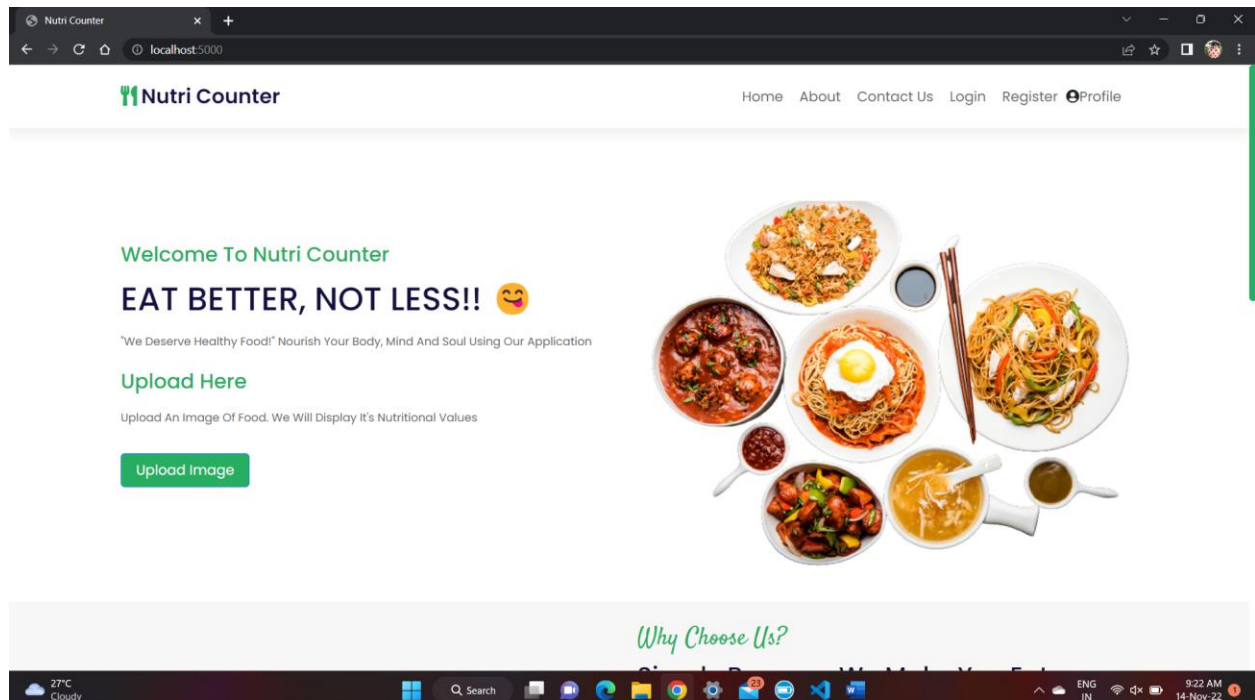 Nutri Counter
localhost:5000
Nutri Counter
Home About Contact Us Login Register Profile
Welcome To Nutri Counter
EAT BETTER, NOT LESS!! 😋
"We Deserve Healthy Food!" Nourish Your Body, Mind And Soul Using Our Application
Upload Here
Upload An Image Of Food. We Will Display It's Nutritional Values
Upload Image
Why Choose Us?
27°C
Cloudy
Search
23
ENG
IN
9:22 AM
14-Nov-22
1